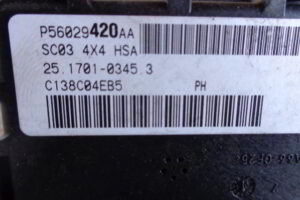 P56029420AA
SC03 4X4 HSA
25.1701-0345.3
C138C04EB5 PH